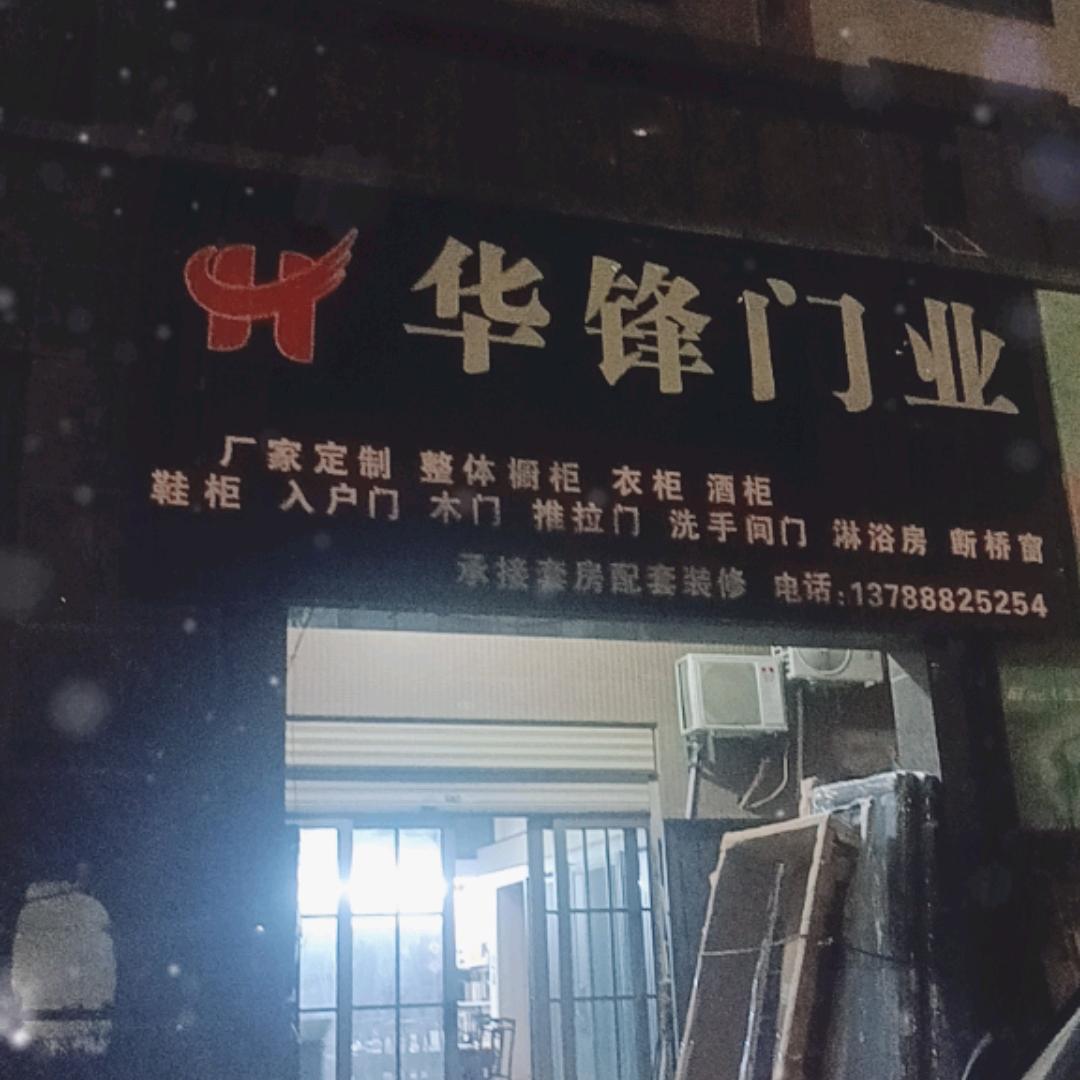 华锋门业
厂家定制 整体橱柜 衣柜 酒柜
鞋柜 入户门 木门 推拉门 洗手间门 淋浴房 断桥窗
承接套房配套装修 电话:13788825254